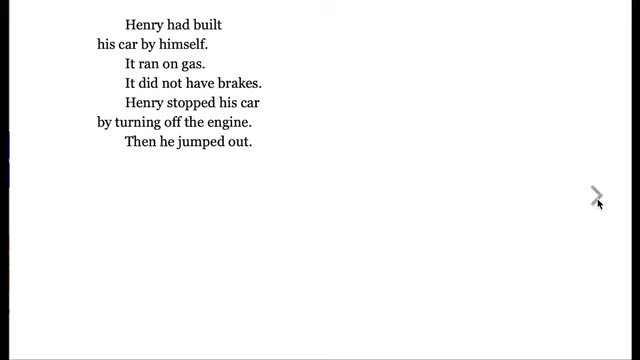 Henry had built
his car by himself.
It ran on gas.
It did not have brakes.
Henry stopped his car
by turning off the engine.
Then he jumped out.